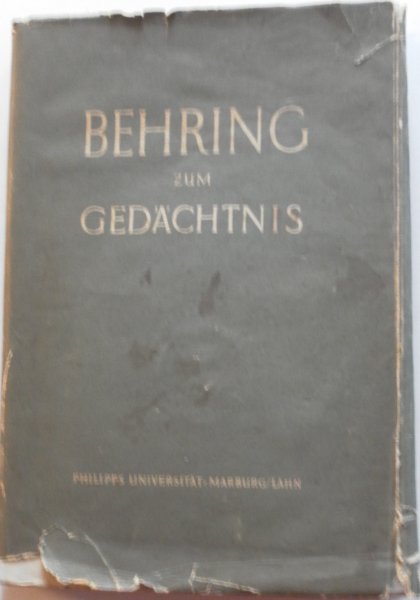 BEHRING
ZUM
GEDÄCHTNIS
PHILIPPS UNIVERSITÄT-MARBURG/LAHN